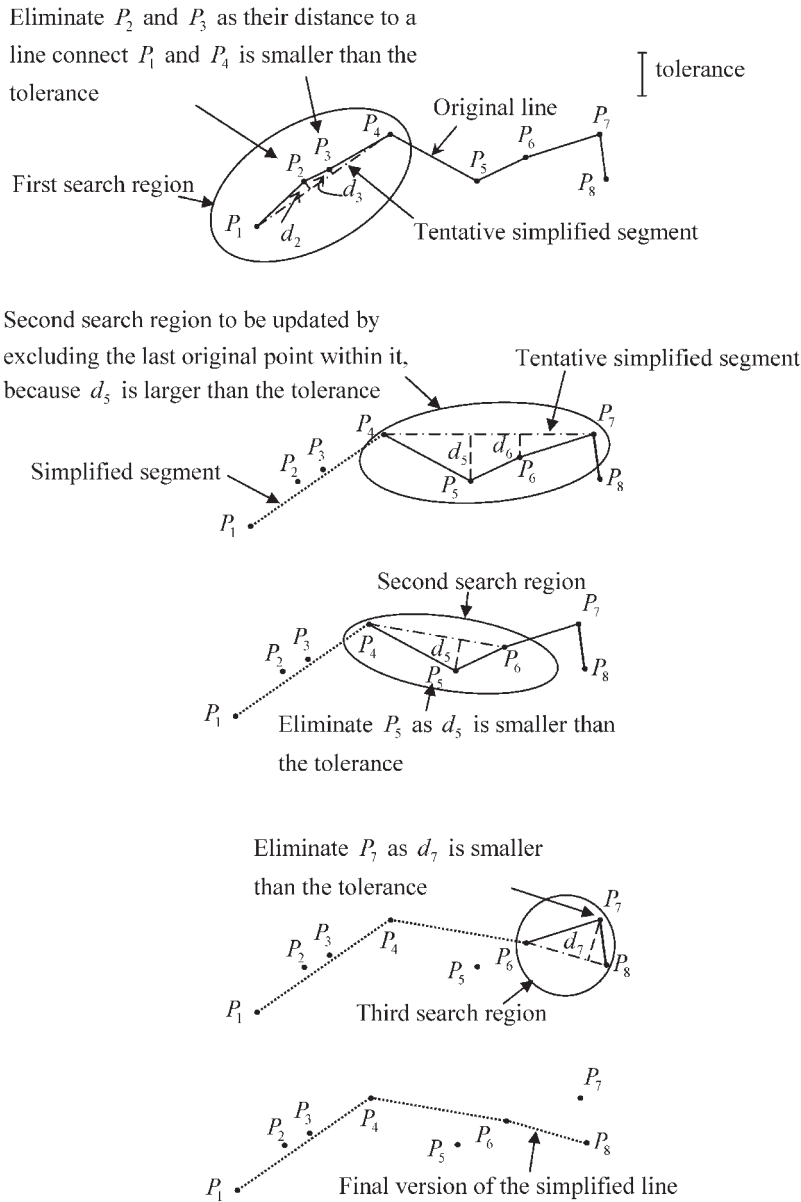 Eliminate P2 and P3 as their distance to a
line connect P1 and P4 is smaller than the
tolerance
tolerance
Original line
P7
P4
P6
P3
P2
P5
P8
First search region
d3
P1
d2
Tentative simplified segment
Second search region to be updated by
excluding the last original point within it,
because d5 is larger than the tolerance
Tentative simplified segment
P4
P7
d5
d6
P3
P2
Simplified segment
P5
P6
P8
P1
Second search region
P7
P3
P4
d5
P2
P6
P5
P8
P1
Eliminate P5 as d5 is smaller than
the tolerance
Eliminate P7 as d7 is smaller
than the tolerance
P7
P3
P4
d7
P2
P6
P5
P8
P1
Third search region
P7
P3
P4
P2
P6
P5
P8
P1
Final version of the simplified line